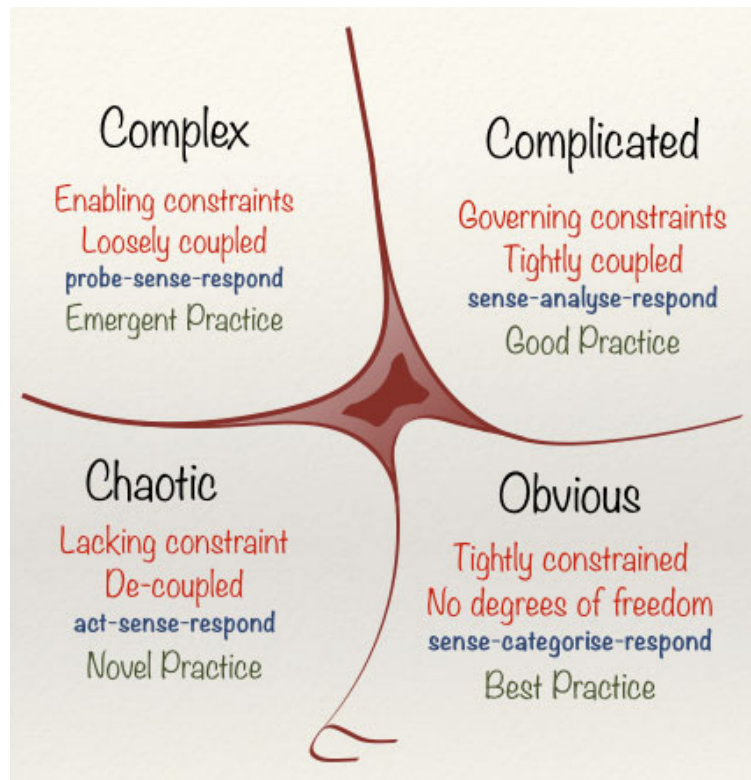 Complex
Enabling constraints
Loosely coupled
probe-sense-respond
Emergent Practice
Complicated
Governing constraints
Tightly coupled
sense-analyse-respond
Good Practice
Chaotic
Lacking constraint
De-coupled
act-sense-respond
Novel Practice
Obvious
Tightly constrained
No degrees of freedom
sense-categorise-respond
Best Practice